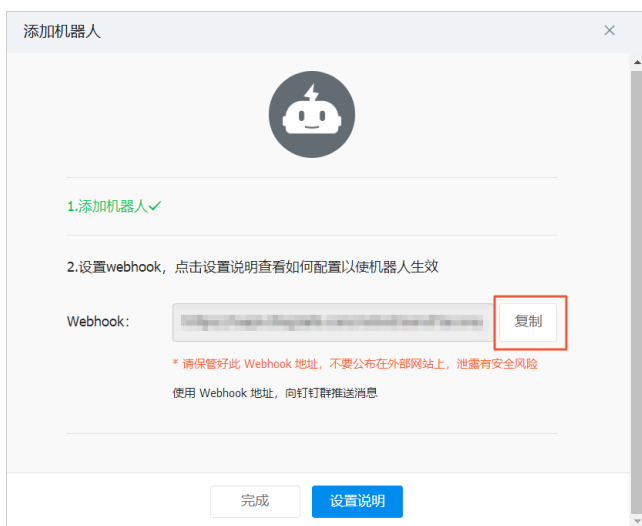 添加机器人
1.添加机器人
2.设置webhook，点击设置说明查看如何配置以使机器人生效
Webhook：
复制
* 请保管好此 Webhook 地址，不要公布在外部网站上，泄露有安全风险
使用 Webhook 地址，向钉钉群推送消息
完成
设置说明